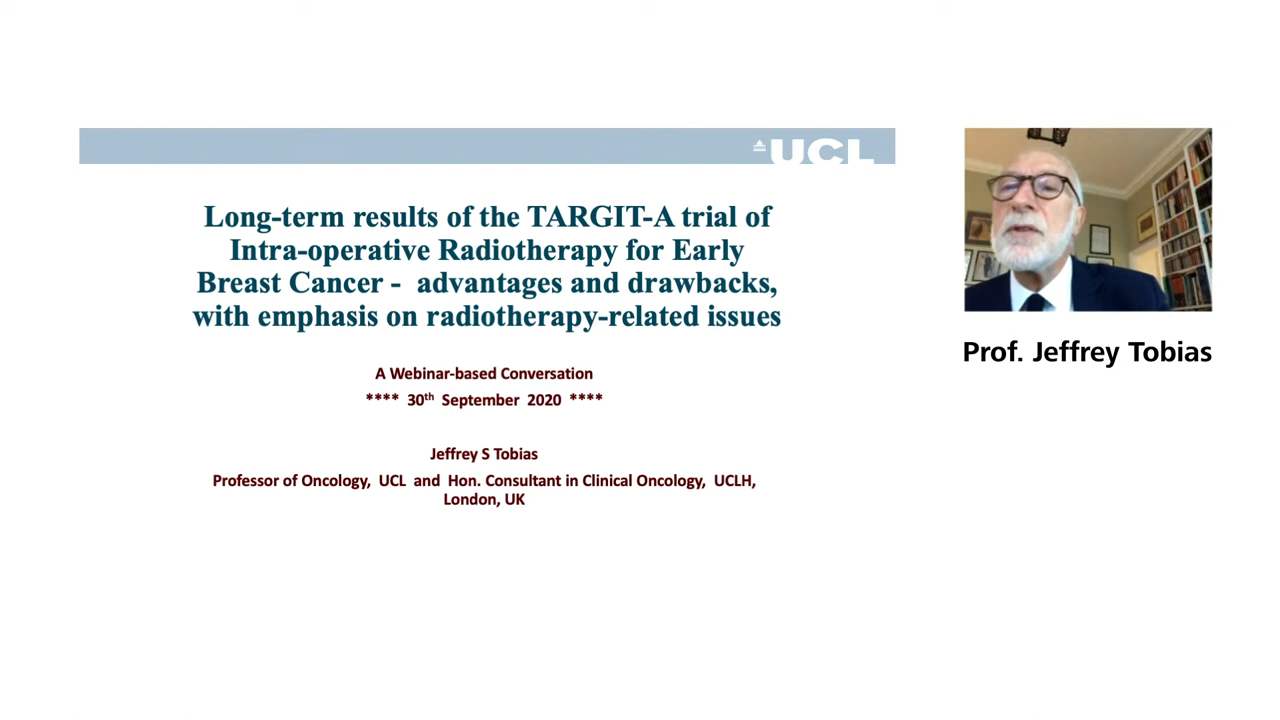 UCL
Long-term results of the TARGIT-A trial of
Intra-operative Radiotherapy for Early
Breast Cancer - advantages and drawbacks,
with emphasis on radiotherapy-related issues
A Webinar-based Conversation
**** 30th September 2020 ****
Jeffrey S Tobias
Professor of Oncology, UCL and Hon. Consultant in Clinical Oncology, UCLH,
London, UK
Prof. Jeffrey Tobias